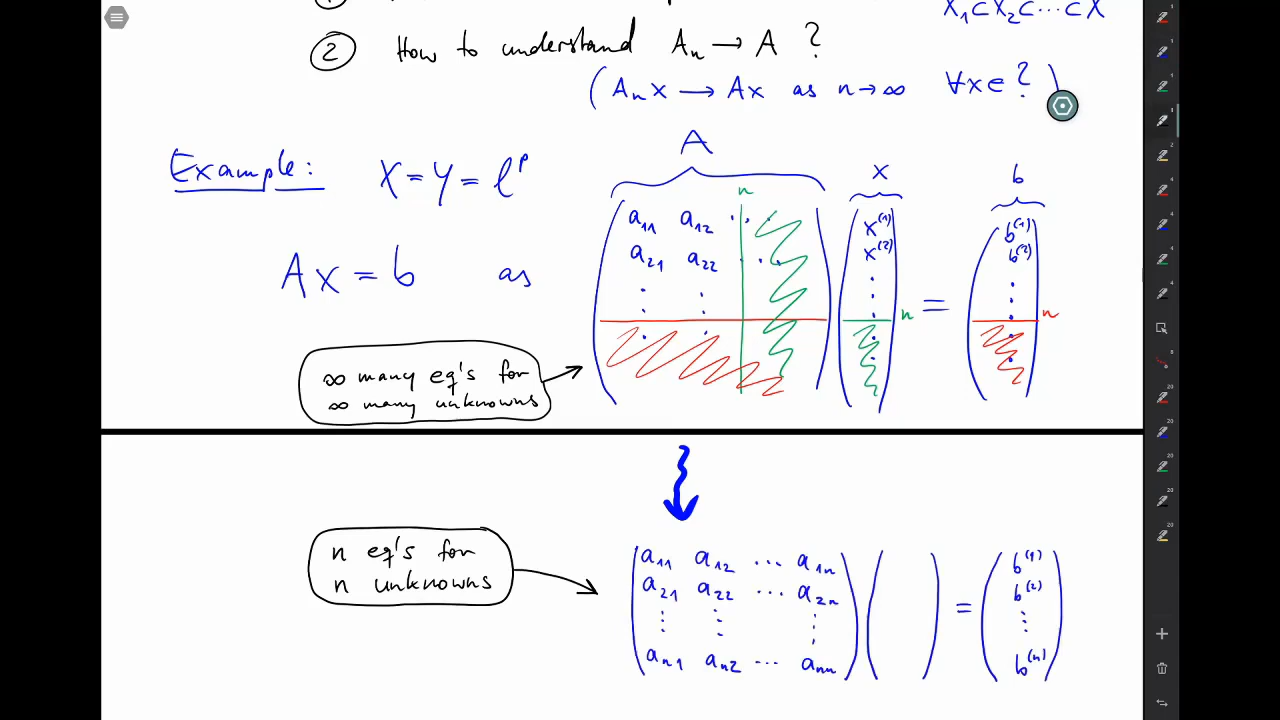 X₁⊂X₂⊂⋯⊂X
② How to understand Aₙ → A ?
(Aₙx → Ax as n→∞ ∀x∈ ? )
Example: X = Y = ℓᵖ
A x b
n
a₁₁ a₁₂ ⋯ x⁽¹⁾ b⁽¹⁾
a₂₁ a₂₂ ⋯ x⁽²⁾ b⁽²⁾
Ax = b as
⋮ ⋮ ⋮ = ⋮
n n
∞ many eq's for
∞ many unknowns
n eq's for
n unknowns
a₁₁ a₁₂ ⋯ a₁ₙ b⁽¹⁾
a₂₁ a₂₂ ⋯ a₂ₙ = b⁽²⁾
⋮ ⋮ ⋮ ⋮
aₙ₁ aₙ₂ ⋯ aₙₙ b⁽ⁿ⁾